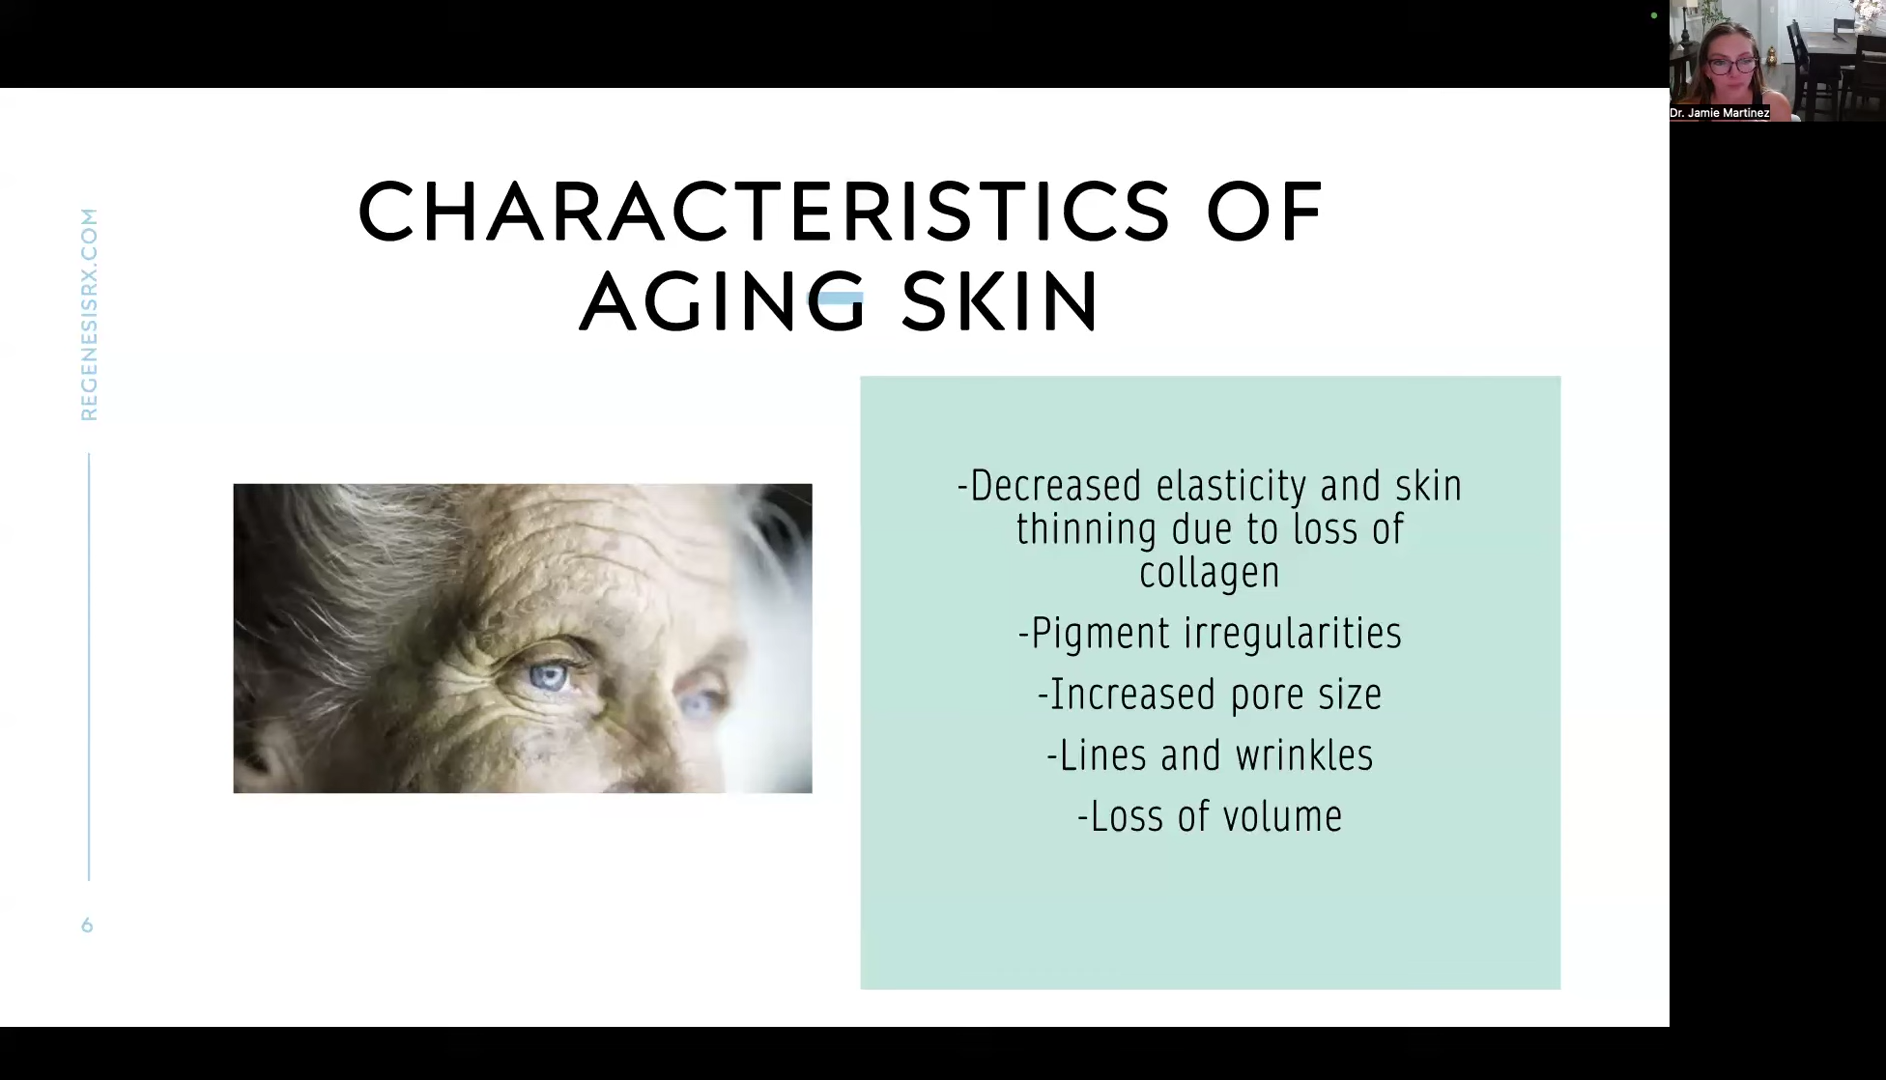 Dr. Jamie Martinez
CHARACTERISTICS OF
AGING SKIN
REGENESISRX.COM
-Decreased elasticity and skin
thinning due to loss of
collagen
-Pigment irregularities
-Increased pore size
-Lines and wrinkles
-Loss of volume
6